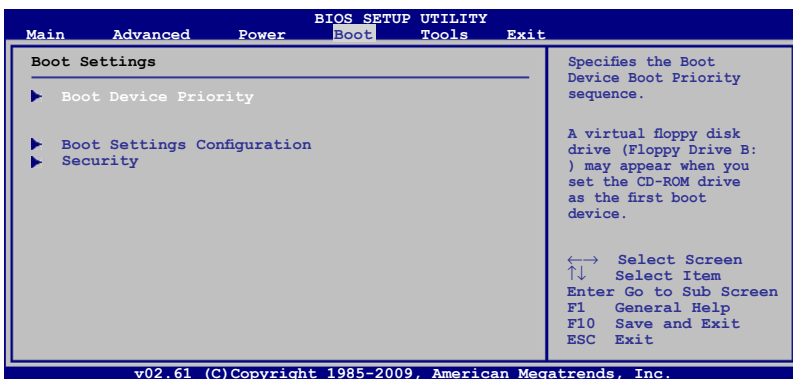 BIOS SETUP UTILITY
Main Advanced Power Boot Tools Exit
Boot Settings
Boot Device Priority
Boot Settings Configuration
Security
Specifies the Boot
Device Boot Priority
sequence.
A virtual floppy disk
drive (Floppy Drive B:
) may appear when you
set the CD-ROM drive
as the first boot
device.
←→ Select Screen
↑↓ Select Item
Enter Go to Sub Screen
F1 General Help
F10 Save and Exit
ESC Exit
v02.61 (C)Copyright 1985-2009, American Megatrends, Inc.